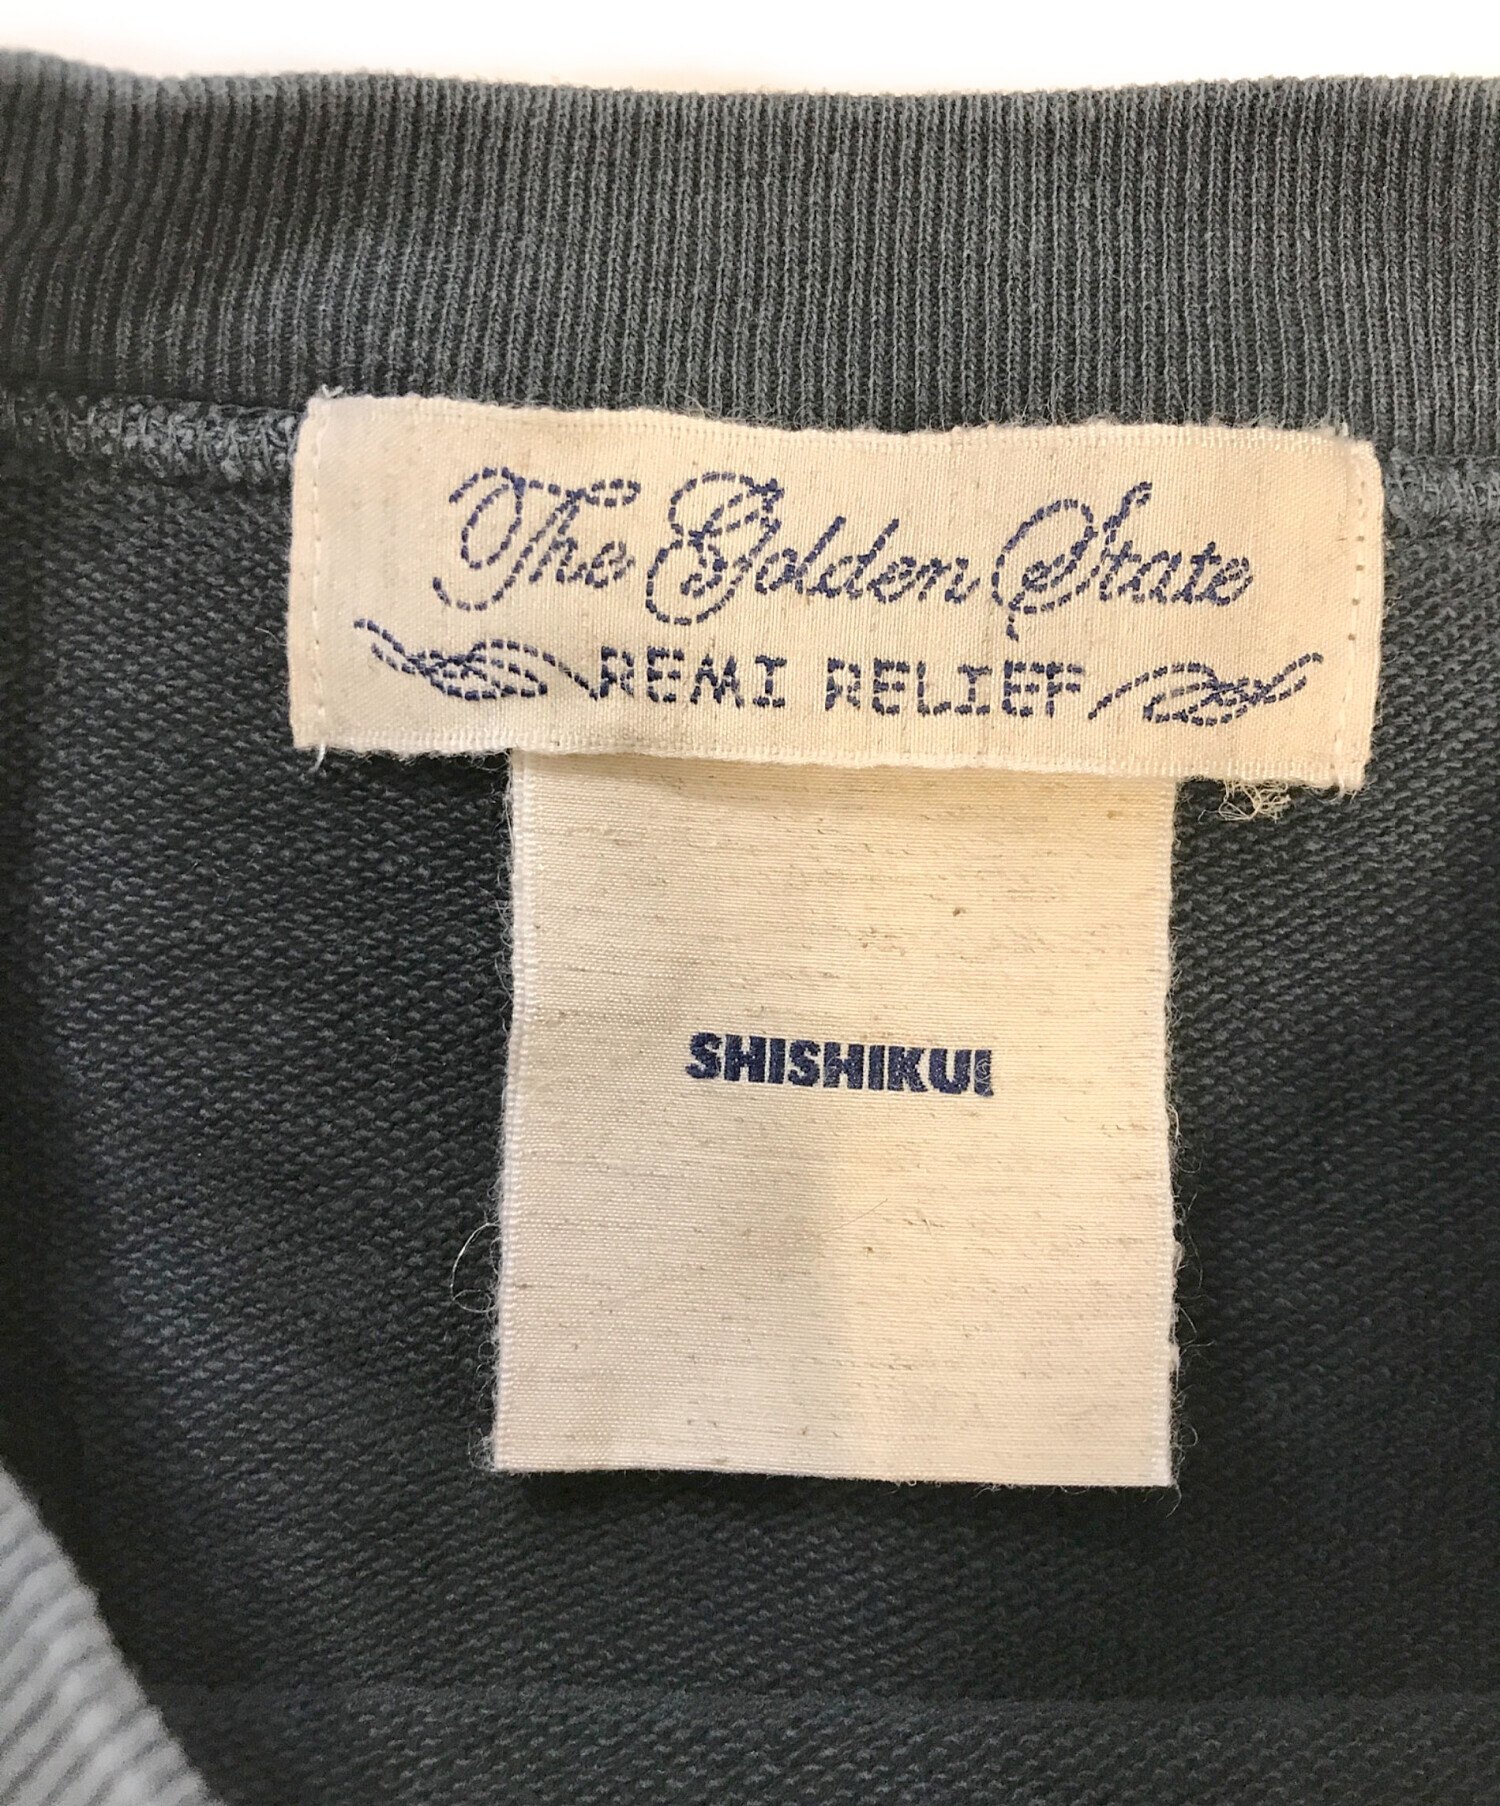 The Golden State
REMI RELIEF
SHISHIKUI